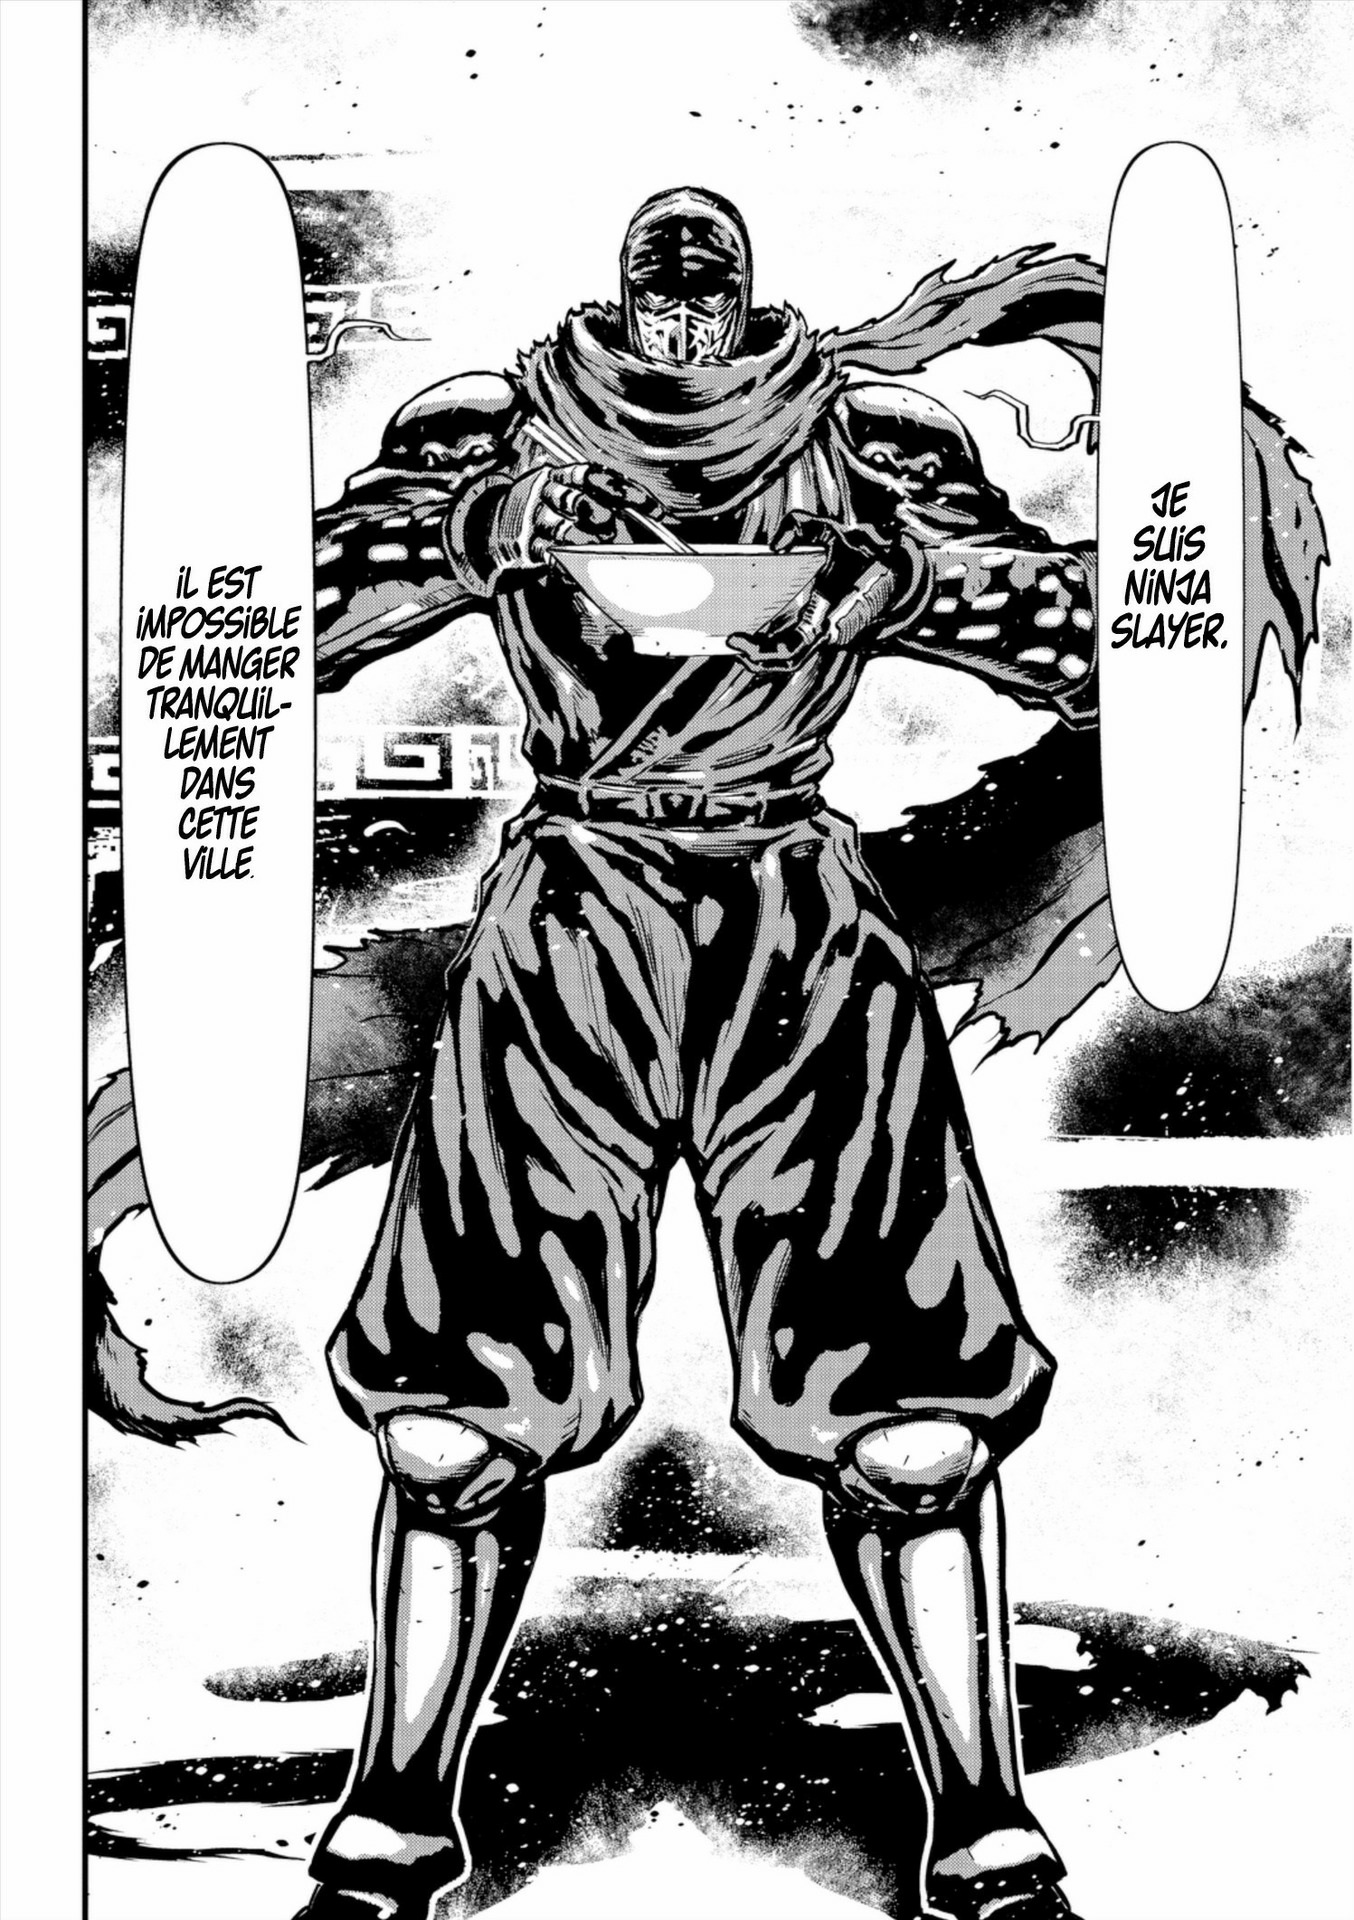 JE
SUIS
NINJA
SLAYER.
IL EST
IMPOSSIBLE
DE MANGER
TRANQUIL-
LEMENT
DANS
CETTE
VILLE.